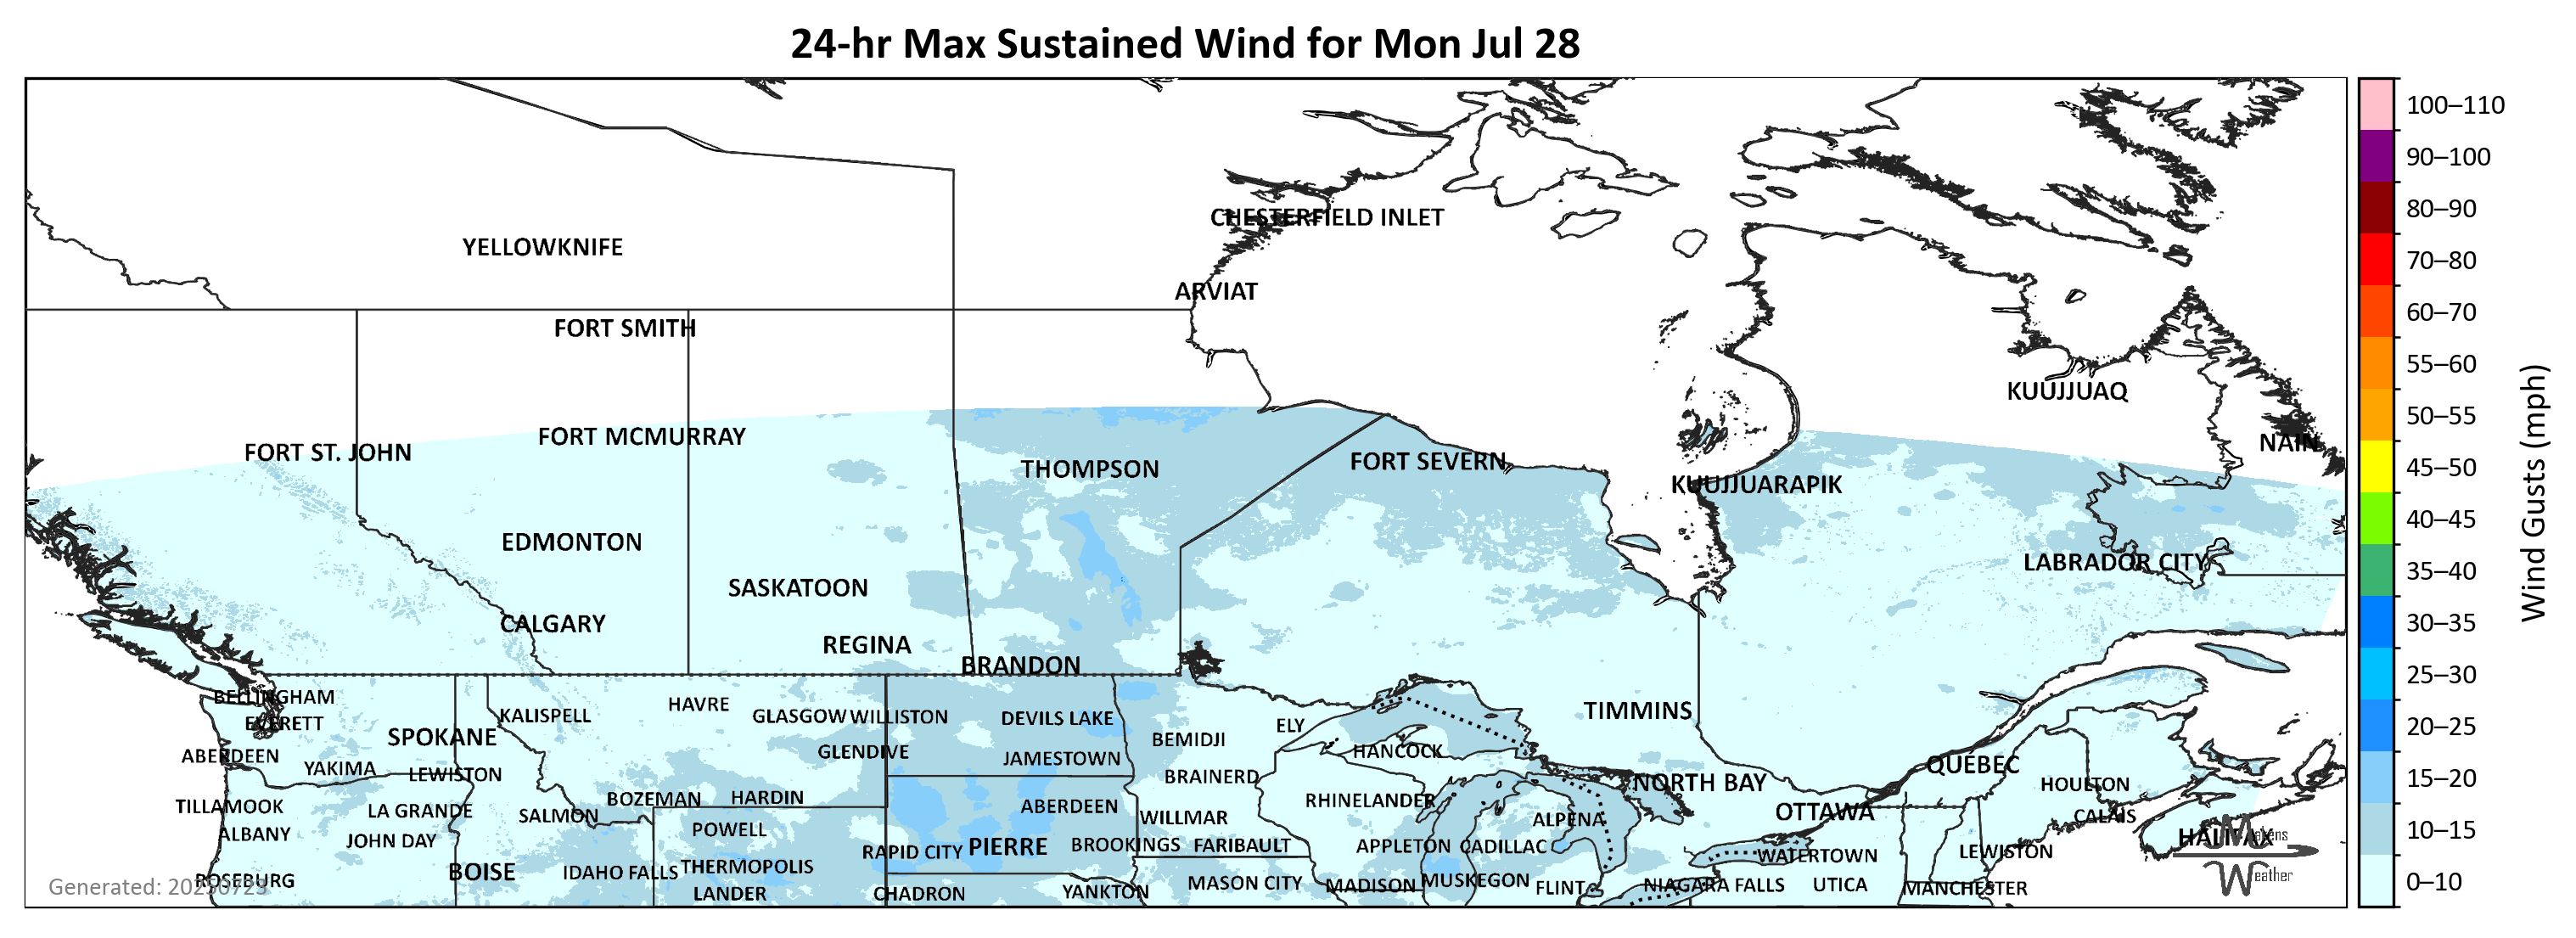 24-hr Max Sustained Wind for Mon Jul 28
100–110
90–100
80–90
70–80
60–70
55–60
50–55
45–50
40–45
35–40
30–35
25–30
20–25
15–20
10–15
0–10
Wind Gusts (mph)
CHESTERFIELD INLET
YELLOWKNIFE
ARVIAT
FORT SMITH
KUUJJUAQ
FORT MCMURRAY
NAIN
FORT ST. JOHN
FORT SEVERN
THOMPSON
KUUJJUARAPIK
EDMONTON
LABRADOR CITY
SASKATOON
CALGARY
REGINA
BRANDON
BELLINGHAM
HAVRE
TIMMINS
KALISPELL
GLASGOW
WILLISTON
DEVILS LAKE
EVERETT
ELY
SPOKANE
BEMIDJI
GLENDIVE
HANCOCK
ABERDEEN
JAMESTOWN
QUÉBEC
YAKIMA
LEWISTON
BRAINERD
NORTH BAY
HOULTON
BOZEMAN
HARDIN
RHINELANDER
TILLAMOOK
LA GRANDE
ABERDEEN
OTTAWA
SALMON
WILLMAR
CALAIS
ALPENA
POWELL
ALBANY
HALIFAX
JOHN DAY
RAPID CITY
PIERRE
BROOKINGS
FARIBAULT
APPLETON
CADILLAC
WATERTOWN
LEWISTON
BOISE
IDAHO FALLS
THERMOPOLIS
ROSEBURG
MASON CITY
MADISON
MUSKEGON
FLINT
NIAGARA FALLS
UTICA
MANCHESTER
LANDER
CHADRON
YANKTON
Generated: 20250723
Makens
Weather